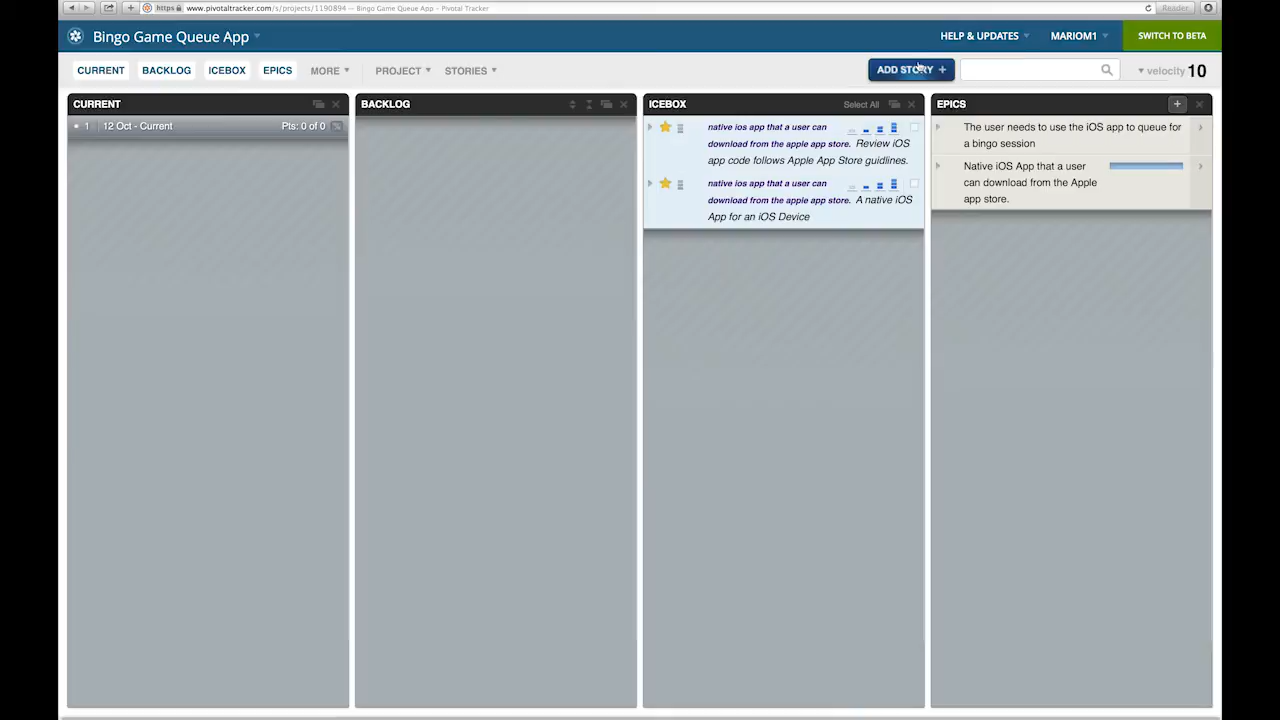 https www.pivotaltracker.com/s/projects/1190894 -- Bingo Game Queue App - Pivotal Tracker
Reader
Bingo Game Queue App
HELP & UPDATES
MARIOM1
SWITCH TO BETA
CURRENT
BACKLOG
ICEBOX
EPICS
MORE
PROJECT
STORIES
ADD STORY +
velocity 10
CURRENT
1 12 Oct - Current Pts: 0 of 0
BACKLOG
ICEBOX Select All
native ios app that a user can
download from the apple app store. Review iOS
app code follows Apple App Store guidlines.
native ios app that a user can
download from the apple app store. A native iOS
App for an iOS Device
EPICS +
The user needs to use the iOS app to queue for
a bingo session
Native iOS App that a user
can download from the Apple
app store.